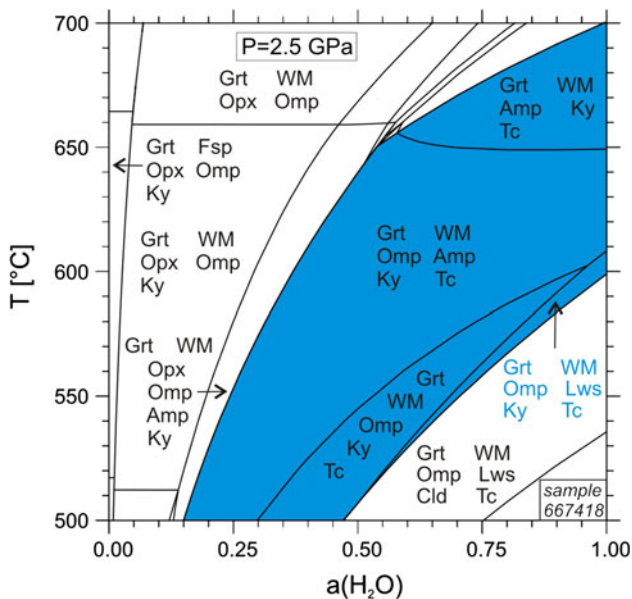 700
650
600
550
500
T [°C]
P=2.5 GPa
Grt WM
Opx Omp
Grt WM
Amp Ky
Tc
Grt Fsp
Opx Omp
Ky
Grt WM
Opx Omp
Ky
Grt WM
Omp Amp
Ky Tc
Grt WM
Opx
Omp
Amp
Ky
Grt
WM
Omp
Ky
Tc
Grt WM
Omp Lws
Ky Tc
Grt WM
Omp Lws
Cld Tc
sample
667418
0.00 0.25 0.50 0.75 1.00
a(H₂O)